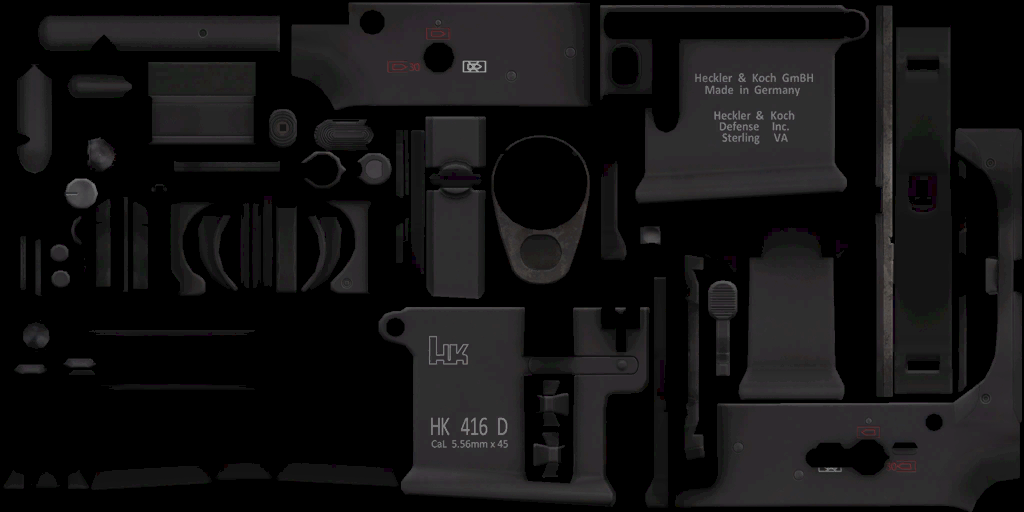 Heckler & Koch GmBH
Made in Germany
Heckler & Koch
Defense Inc.
Sterling VA
HK
HK 416 D
CaL 5.56mm x 45